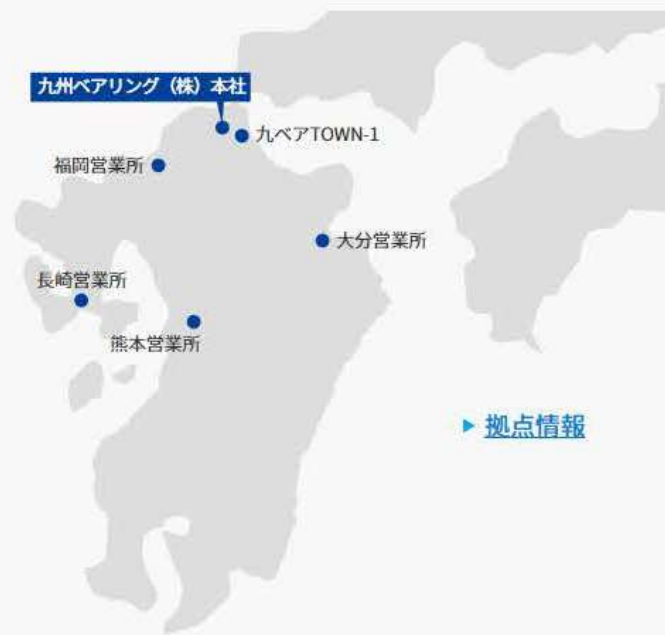 九州ベアリング（株）本社
九ベアTOWN-1
福岡営業所
大分営業所
長崎営業所
熊本営業所
拠点情報